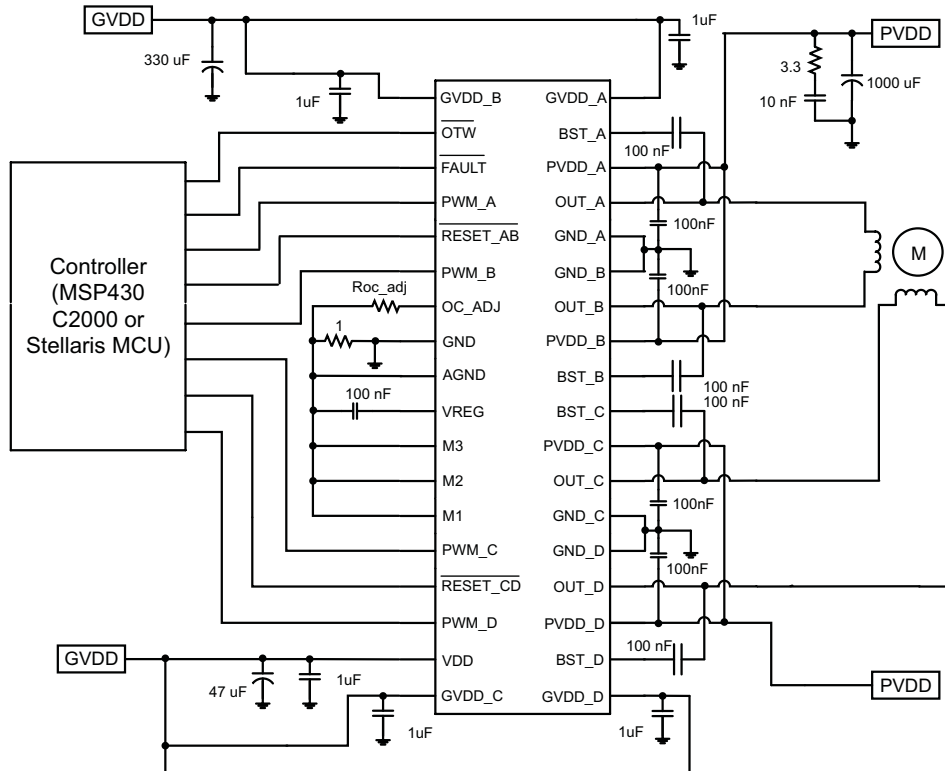 GVDD
330 uF
1uF
1uF
PVDD
3.3
10 nF
1000 uF
Controller
(MSP430
C2000 or
Stellaris MCU)
GVDD_B
OTW
FAULT
PWM_A
RESET_AB
PWM_B
Roc_adj
OC_ADJ
1
GND
AGND
100 nF
VREG
M3
M2
M1
PWM_C
RESET_CD
PWM_D
VDD
GVDD_C
GVDD_A
BST_A
PVDD_A
OUT_A
GND_A
GND_B
OUT_B
PVDD_B
BST_B
BST_C
PVDD_C
OUT_C
GND_C
GND_D
OUT_D
PVDD_D
BST_D
GVDD_D
100 nF
100nF
100nF
M
100 nF
100 nF
100nF
100nF
100 nF
GVDD
47 uF
1uF
1uF
1uF
PVDD